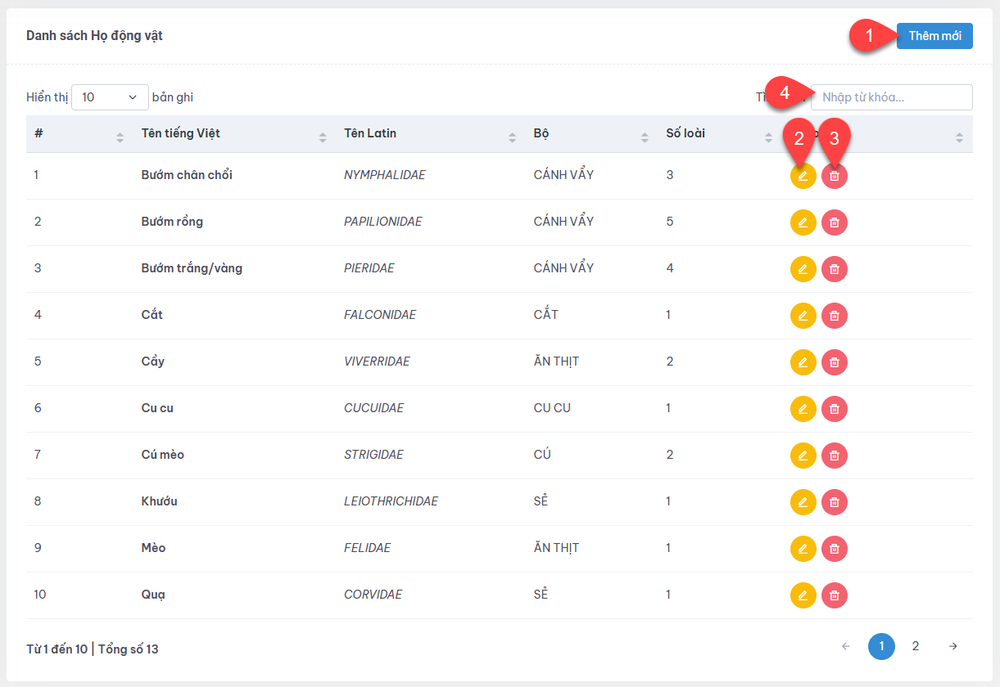 Danh sách Họ động vật
1 Thêm mới
Hiển thị 10 bản ghi
4 Nhập từ khóa...
# Tên tiếng Việt Tên Latin Bộ Số loài
2 3
1 Bướm chân chổi NYMPHALIDAE CÁNH VẨY 3
2 Bướm rồng PAPILIONIDAE CÁNH VẨY 5
3 Bướm trắng/vàng PIERIDAE CÁNH VẨY 4
4 Cắt FALCONIDAE CẮT 1
5 Cầy VIVERRIDAE ĂN THỊT 2
6 Cu cu CUCUIDAE CU CU 1
7 Cú mèo STRIGIDAE CÚ 2
8 Khướu LEIOTHRICHIDAE SẺ 1
9 Mèo FELIDAE ĂN THỊT 1
10 Quạ CORVIDAE SẺ 1
Từ 1 đến 10 | Tổng số 13
← 1 2 →